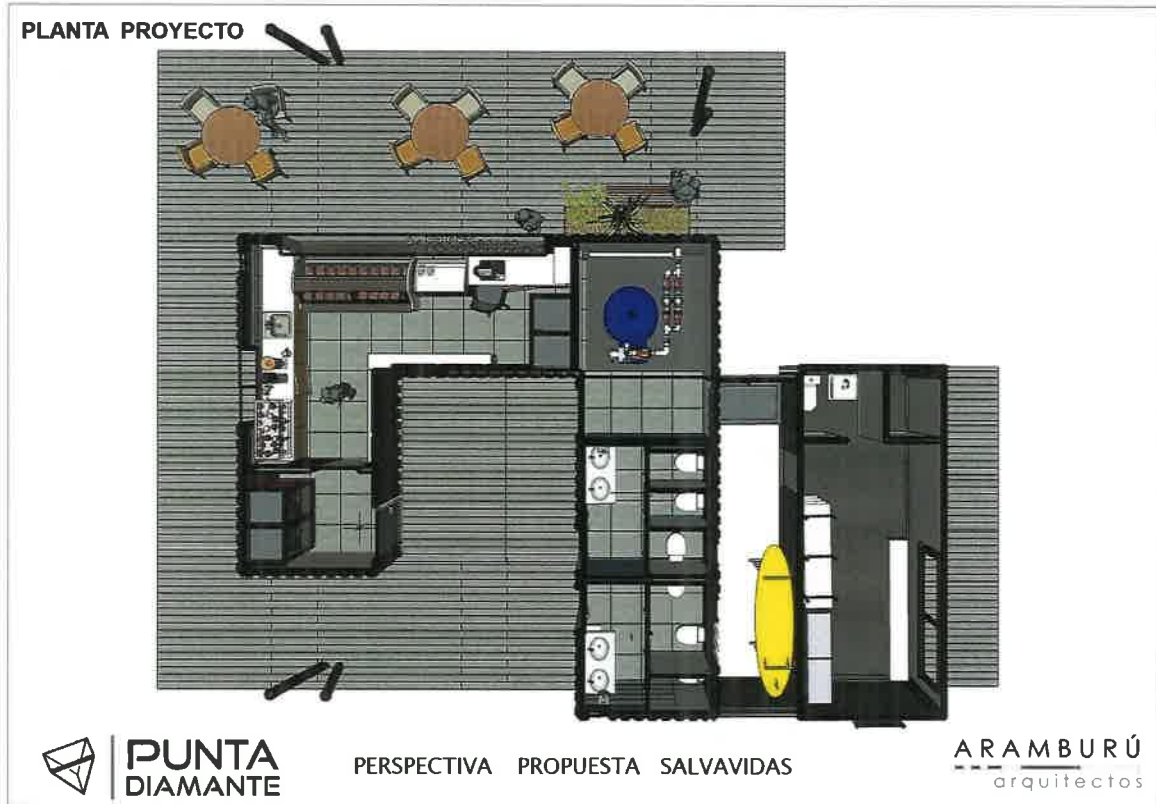 PLANTA PROYECTO
PUNTA
DIAMANTE
PERSPECTIVA PROPUESTA SALVAVIDAS
ARAMBURÚ
arquitectos